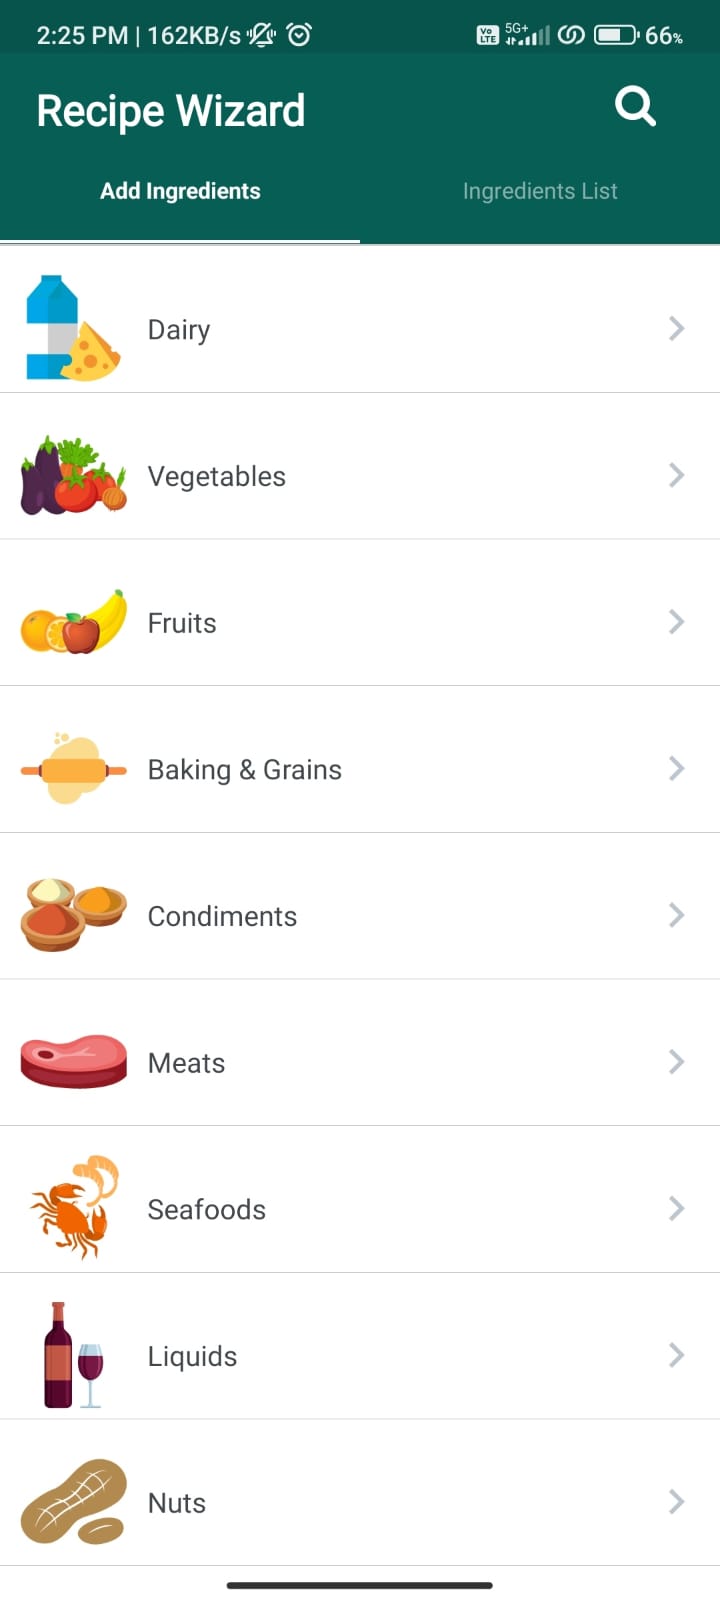 2:25 PM | 162KB/s Vo LTE 5G+ 66%
Recipe Wizard
Add Ingredients Ingredients List
Dairy
Vegetables
Fruits
Baking & Grains
Condiments
Meats
Seafoods
Liquids
Nuts